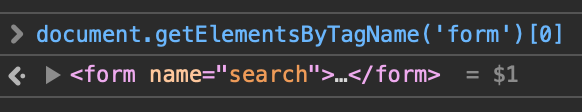 > document.getElementsByTagName('form')[0]
<form name="search">…</form> = $1